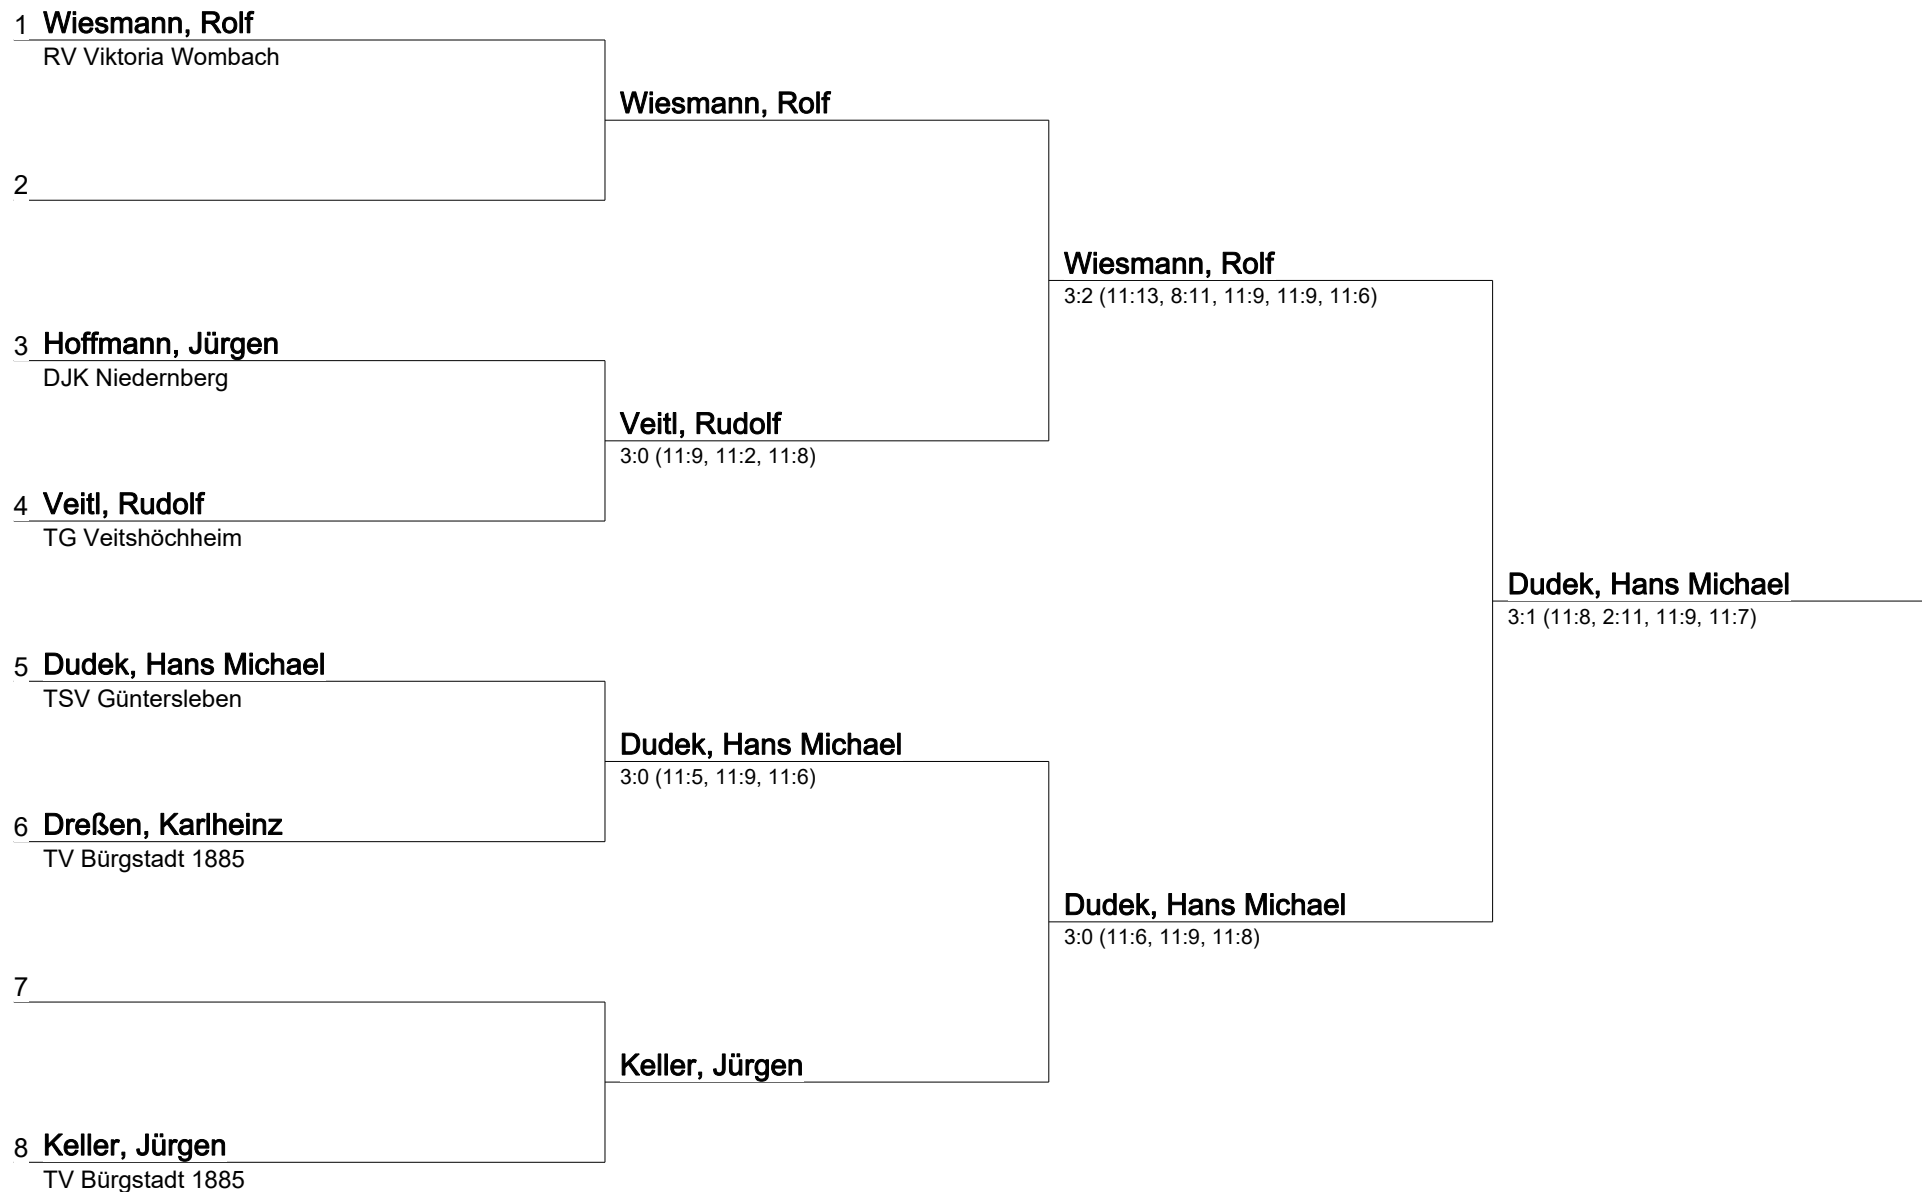 1 Wiesmann, Rolf
RV Viktoria Wombach
Wiesmann, Rolf
2
Wiesmann, Rolf
3:2 (11:13, 8:11, 11:9, 11:9, 11:6)
3 Hoffmann, Jürgen
DJK Niedernberg
Veitl, Rudolf
3:0 (11:9, 11:2, 11:8)
4 Veitl, Rudolf
TG Veitshöchheim
Dudek, Hans Michael
3:1 (11:8, 2:11, 11:9, 11:7)
5 Dudek, Hans Michael
TSV Güntersleben
Dudek, Hans Michael
3:0 (11:5, 11:9, 11:6)
6 Dreßen, Karlheinz
TV Bürgstadt 1885
Dudek, Hans Michael
3:0 (11:6, 11:9, 11:8)
7
Keller, Jürgen
8 Keller, Jürgen
TV Bürgstadt 1885